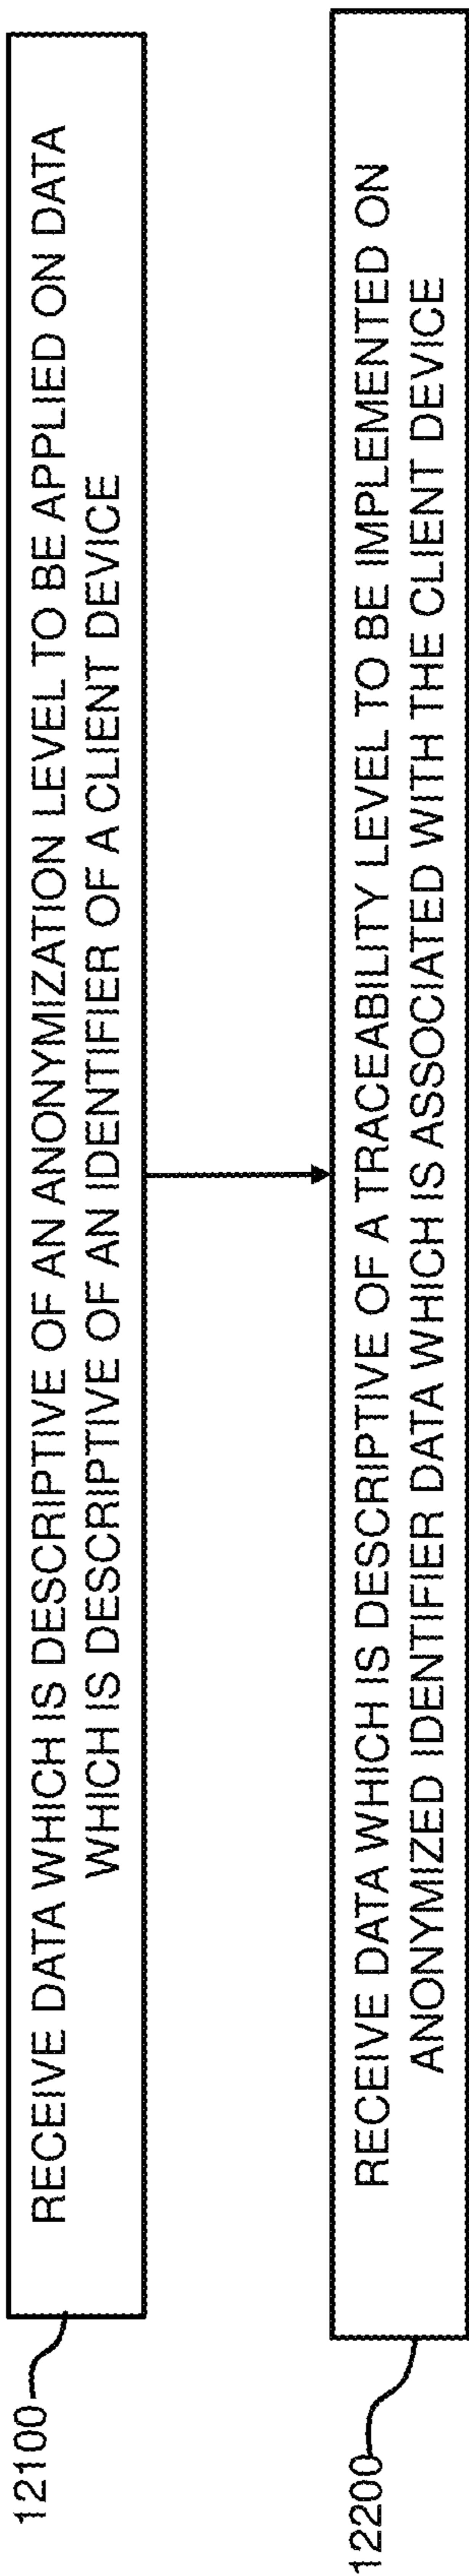 12100
RECEIVE DATA WHICH IS DESCRIPTIVE OF AN ANONYMIZATION LEVEL TO BE APPLIED ON DATA
WHICH IS DESCRIPTIVE OF AN IDENTIFIER OF A CLIENT DEVICE
12200
RECEIVE DATA WHICH IS DESCRIPTIVE OF A TRACEABILITY LEVEL TO BE IMPLEMENTED ON
ANONYMIZED IDENTIFIER DATA WHICH IS ASSOCIATED WITH THE CLIENT DEVICE